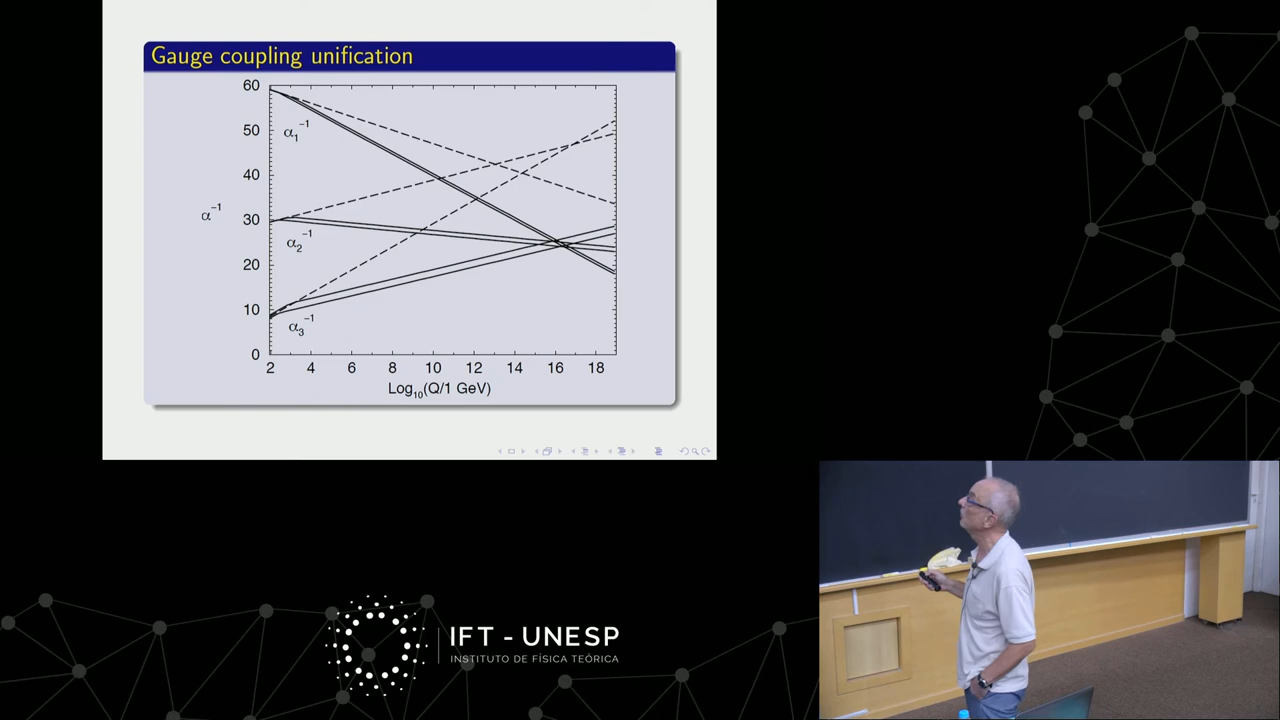 Gauge coupling unification
60
50
α₁⁻¹
40
α⁻¹
30
α₂⁻¹
20
10
α₃⁻¹
0
2 4 6 8 10 12 14 16 18
Log₁₀(Q/1 GeV)
IFT - UNESP
INSTITUTO DE FÍSICA TEÓRICA